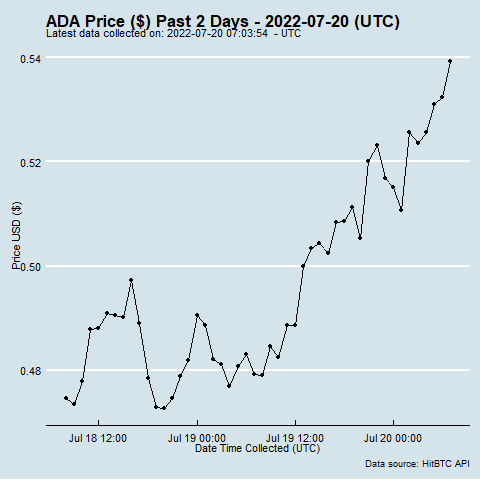 ADA Price ($) Past 2 Days - 2022-07-20 (UTC)
Latest data collected on: 2022-07-20 07:03:54 - UTC
0.54
0.52
0.50
0.48
Price USD ($)
Jul 18 12:00
Jul 19 00:00
Jul 19 12:00
Jul 20 00:00
Date Time Collected (UTC)
Data source: HitBTC API